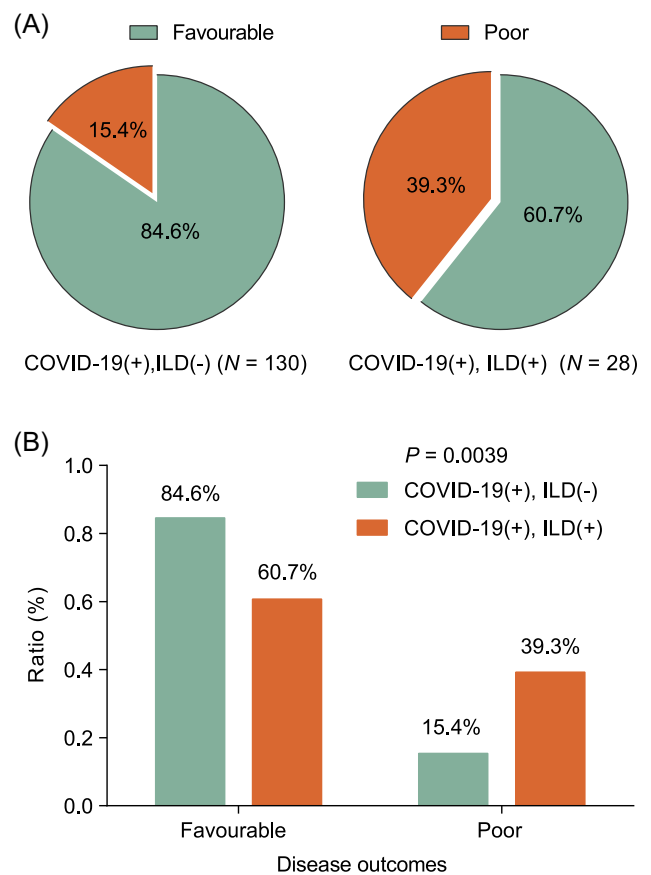 (A)
Favourable
Poor
15.4%
84.6%
39.3%
60.7%
COVID-19(+),ILD(-) (N = 130)
COVID-19(+), ILD(+) (N = 28)
(B)
P = 0.0039
COVID-19(+), ILD(-)
COVID-19(+), ILD(+)
Ratio (%)
1.0
0.8
0.6
0.4
0.2
0.0
84.6%
60.7%
15.4%
39.3%
Favourable
Poor
Disease outcomes